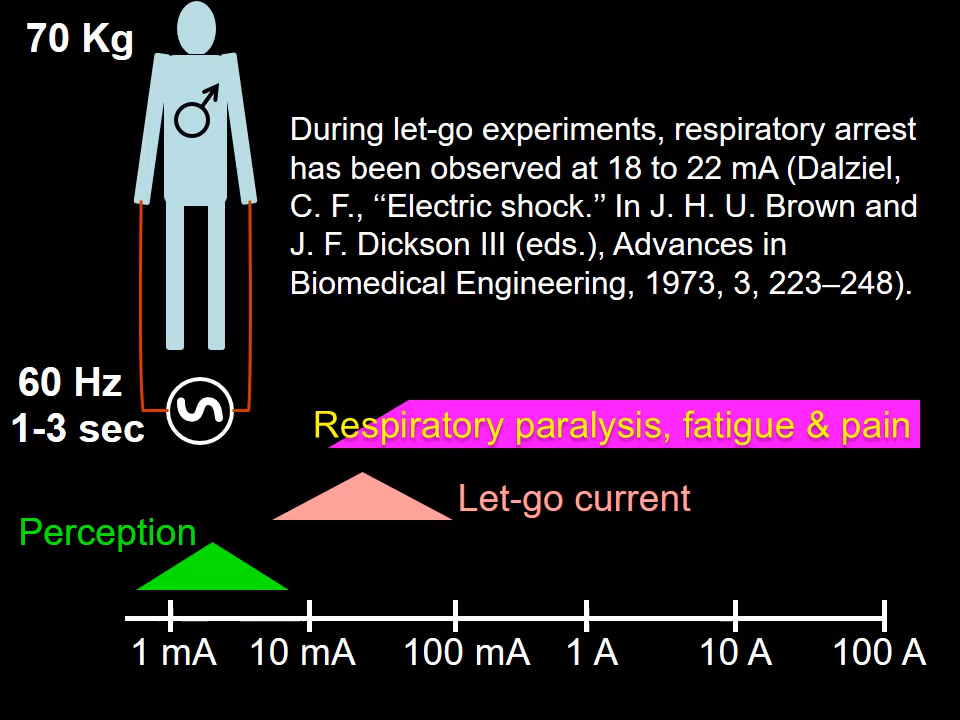 70 Kg
During let-go experiments, respiratory arrest
has been observed at 18 to 22 mA (Dalziel,
C. F., ‘‘Electric shock.’’ In J. H. U. Brown and
J. F. Dickson III (eds.), Advances in
Biomedical Engineering, 1973, 3, 223–248).
60 Hz
1-3 sec
Respiratory paralysis, fatigue & pain
Let-go current
Perception
1 mA 10 mA 100 mA 1 A 10 A 100 A